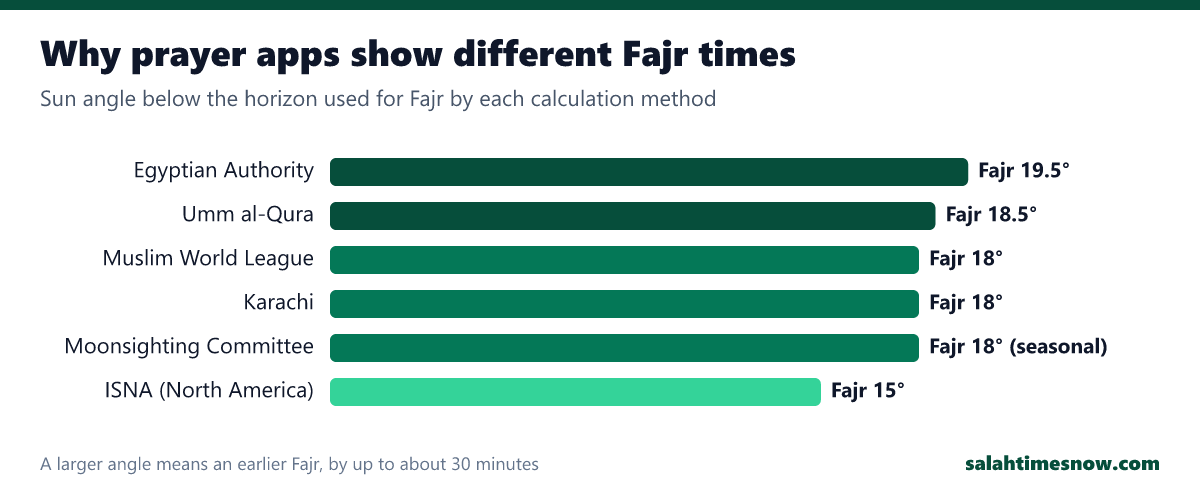 Why prayer apps show different Fajr times
Sun angle below the horizon used for Fajr by each calculation method
Egyptian Authority Fajr 19.5°
Umm al-Qura Fajr 18.5°
Muslim World League Fajr 18°
Karachi Fajr 18°
Moonsighting Committee Fajr 18° (seasonal)
ISNA (North America) Fajr 15°
A larger angle means an earlier Fajr, by up to about 30 minutes
salahtimesnow.com